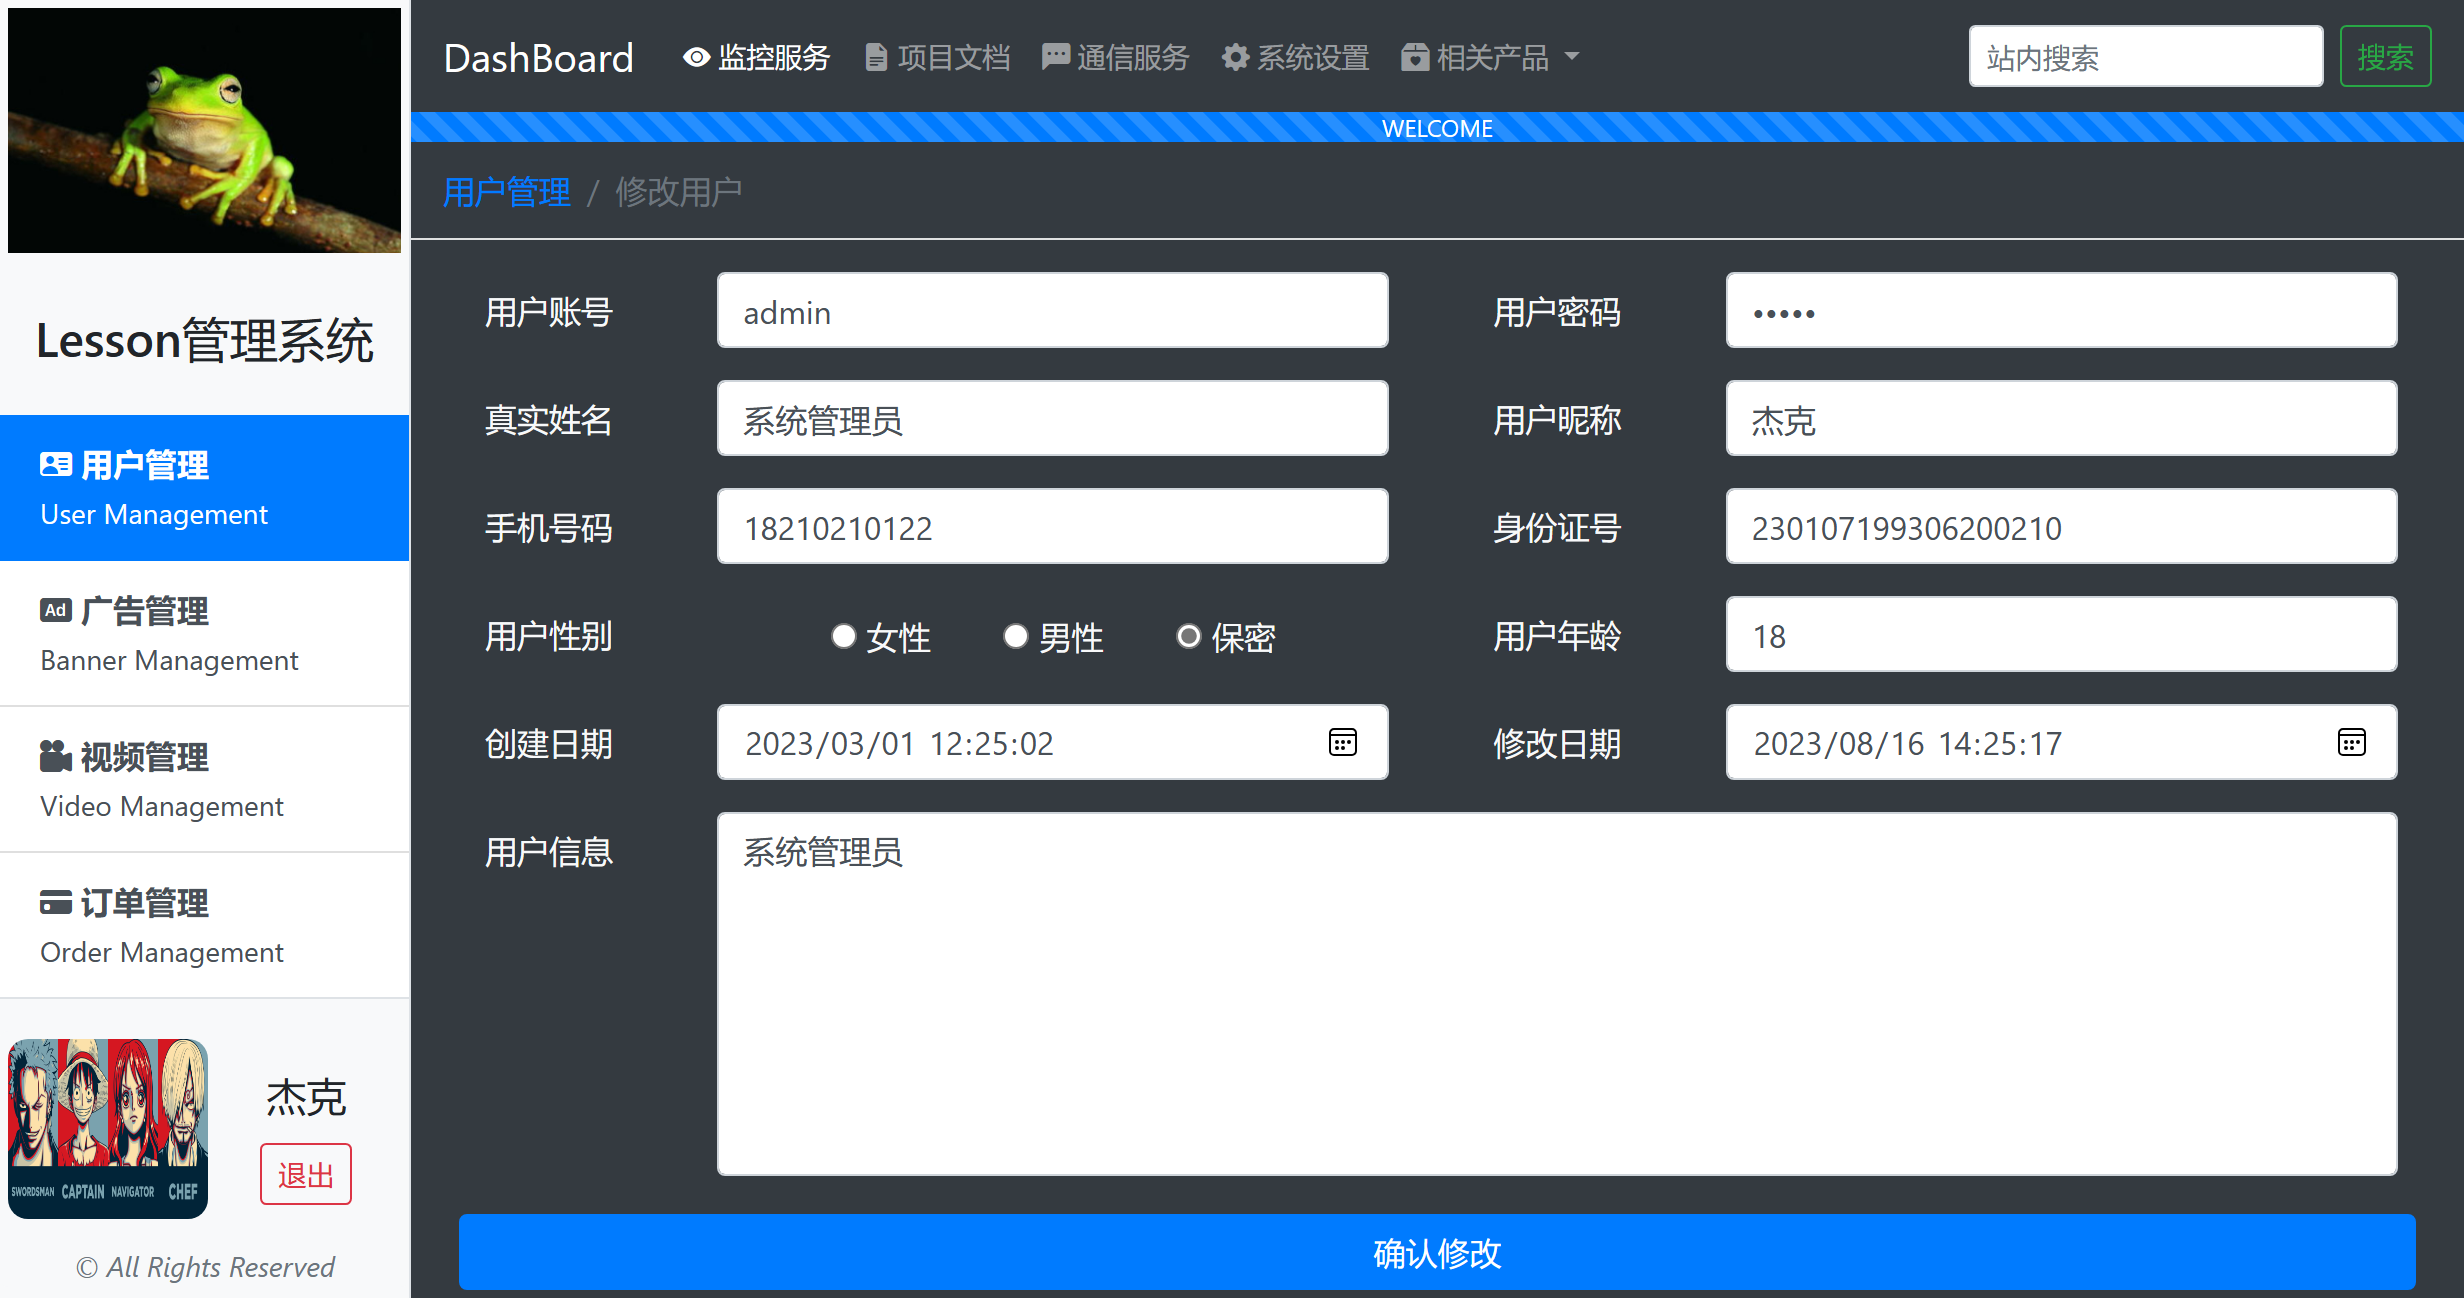 DashBoard 监控服务 项目文档 通信服务 系统设置 相关产品 站内搜索 搜索
WELCOME
用户管理 / 修改用户
Lesson管理系统
用户管理
User Management
Ad 广告管理
Banner Management
视频管理
Video Management
订单管理
Order Management
SWORDSMAN CAPTAIN NAVIGATOR CHEF
杰克
退出
© All Rights Reserved
用户账号 admin 用户密码 •••••
真实姓名 系统管理员 用户昵称 杰克
手机号码 18210210122 身份证号 230107199306200210
用户性别 女性 男性 保密 用户年龄 18
创建日期 2023/03/01 12:25:02 修改日期 2023/08/16 14:25:17
用户信息 系统管理员
确认修改